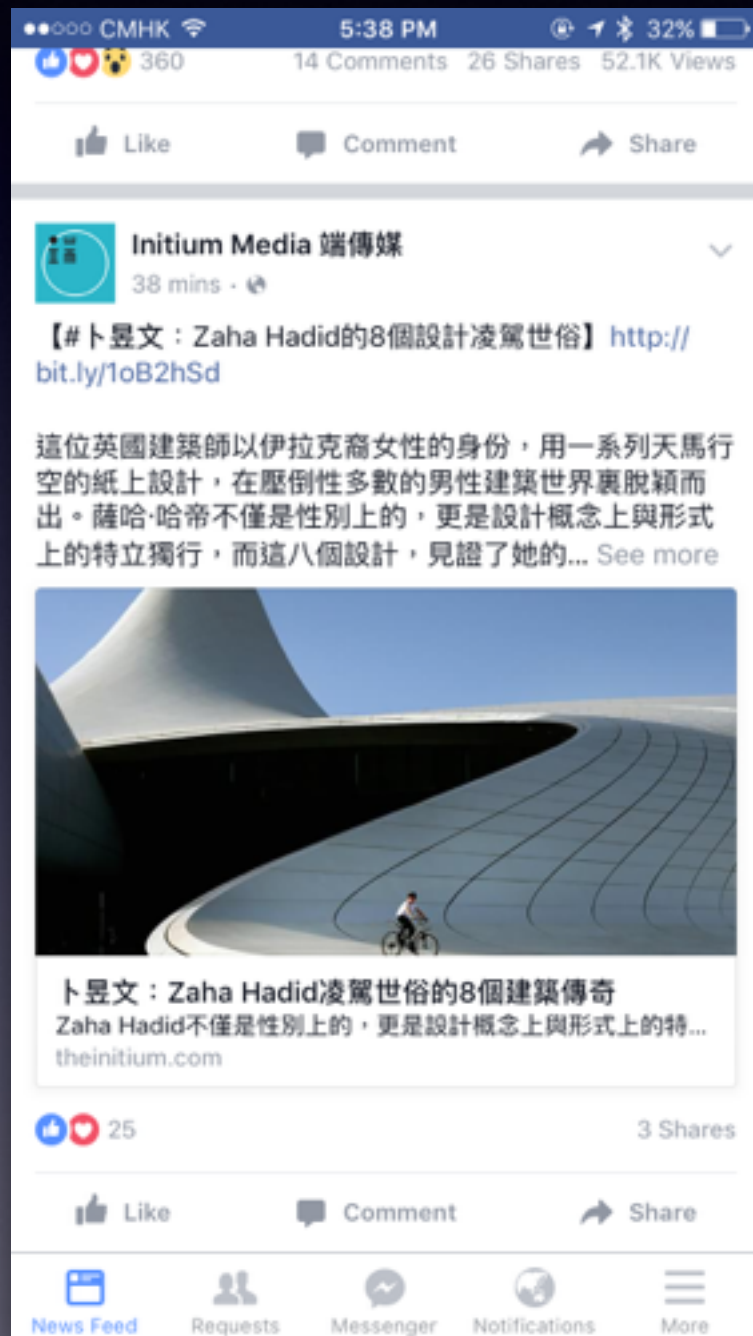 CMHK 5:38 PM 32%
360 14 Comments 26 Shares 52.1K Views
Like Comment Share
Initium Media 端傳媒
38 mins ·
【#卜昱文：Zaha Hadid的8個設計凌駕世俗】http://
bit.ly/1oB2hSd
這位英國建築師以伊拉克裔女性的身份，用一系列天馬行
空的紙上設計，在壓倒性多數的男性建築世界裏脫穎而
出。薩哈·哈帝不僅是性別上的，更是設計概念上與形式
上的特立獨行，而這八個設計，見證了她的... See more
卜昱文：Zaha Hadid凌駕世俗的8個建築傳奇
Zaha Hadid不僅是性別上的，更是設計概念上與形式上的特...
theinitium.com
25 3 Shares
Like Comment Share
News Feed Requests Messenger Notifications More